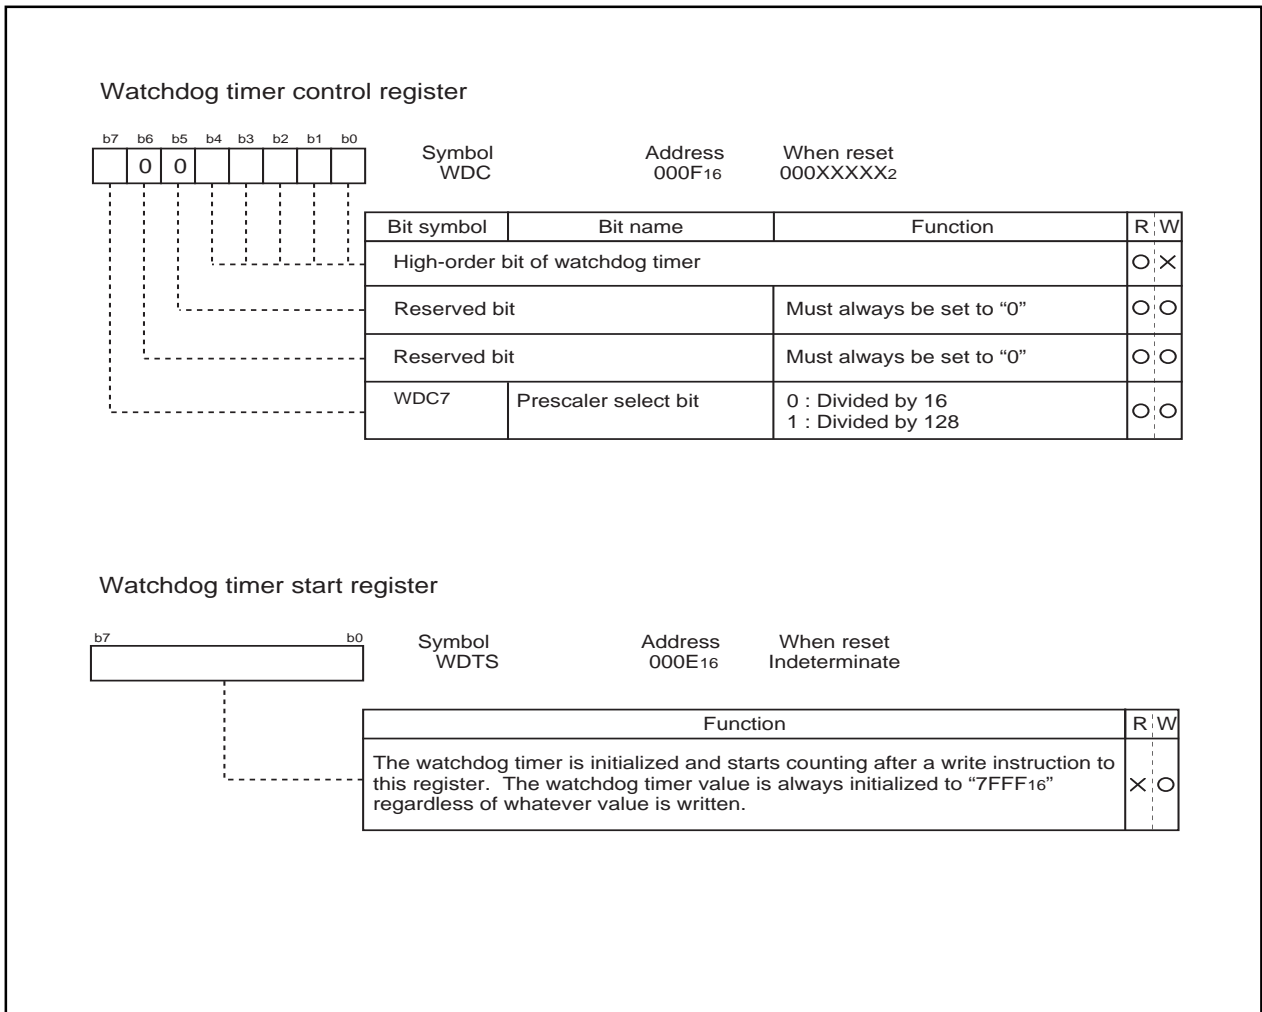 Watchdog timer control register
b7 b6 b5 b4 b3 b2 b1 b0
0 0
Symbol Address When reset
WDC 000F16 000XXXXX2
Bit symbol Bit name Function R W
High-order bit of watchdog timer O X
Reserved bit Must always be set to “0” O O
Reserved bit Must always be set to “0” O O
WDC7 Prescaler select bit 0 : Divided by 16
1 : Divided by 128 O O
Watchdog timer start register
b7 b0
Symbol Address When reset
WDTS 000E16 Indeterminate
Function R W
The watchdog timer is initialized and starts counting after a write instruction to
this register. The watchdog timer value is always initialized to “7FFF16” X O
regardless of whatever value is written.